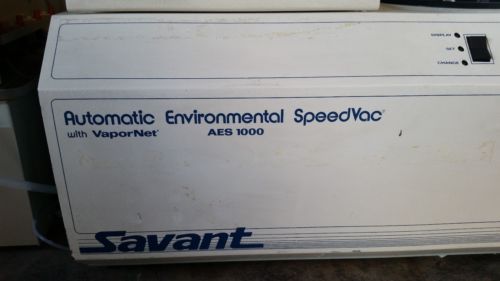 DISPLAY
SET
CHANGE
Automatic Environmental SpeedVac®
with VaporNet® AES 1000
Savant